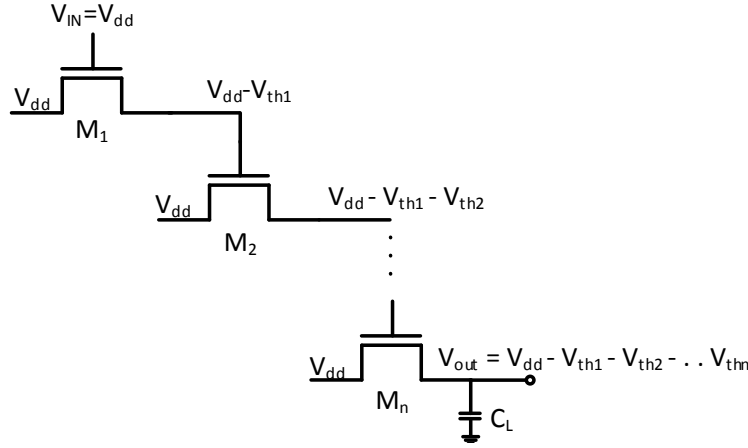 V_IN=V_dd
V_dd
V_dd-V_th1
M_1
V_dd
V_dd - V_th1 - V_th2
M_2
V_dd
V_out = V_dd - V_th1 - V_th2 - . . V_thn
M_n
C_L